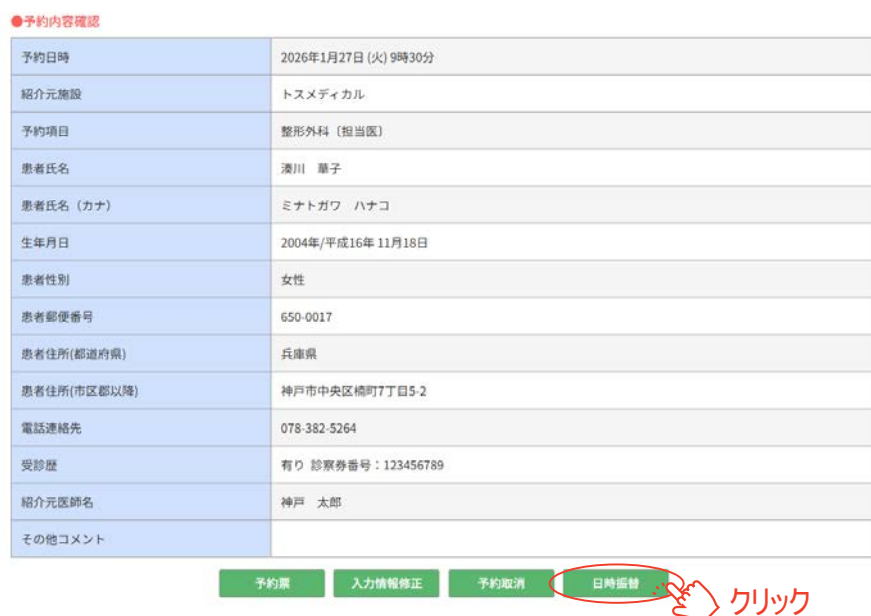 ●予約内容確認
予約日時 2026年1月27日 (火) 9時30分
紹介元施設 トスメディカル
予約項目 整形外科〔担当医〕
患者氏名 湊川　華子
患者氏名（カナ） ミナトガワ　ハナコ
生年月日 2004年/平成16年 11月18日
患者性別 女性
患者郵便番号 650-0017
患者住所(都道府県) 兵庫県
患者住所(市区郡以降) 神戸市中央区楠町7丁目5-2
電話連絡先 078-382-5264
受診歴 有り 診察券番号：123456789
紹介元医師名 神戸　太郎
その他コメント
予約票 入力情報修正 予約取消 日時振替
クリック